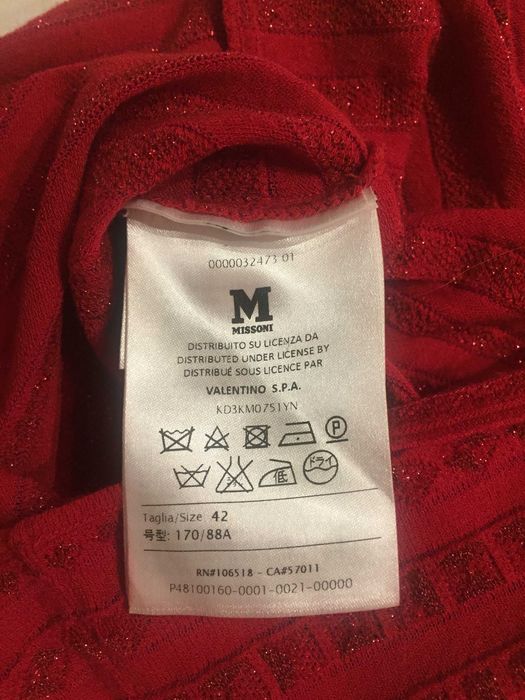 0000032473 01
M
MISSONI
DISTRIBUITO SU LICENZA DA
DISTRIBUTED UNDER LICENSE BY
DISTRIBUÉ SOUS LICENCE PAR
VALENTINO S.P.A.
KD3KM0751YN
P
低 ドライ
Taglia/Size 42
号型: 170/88A
RN#106518 - CA#57011
P48100160-0001-0021-00000